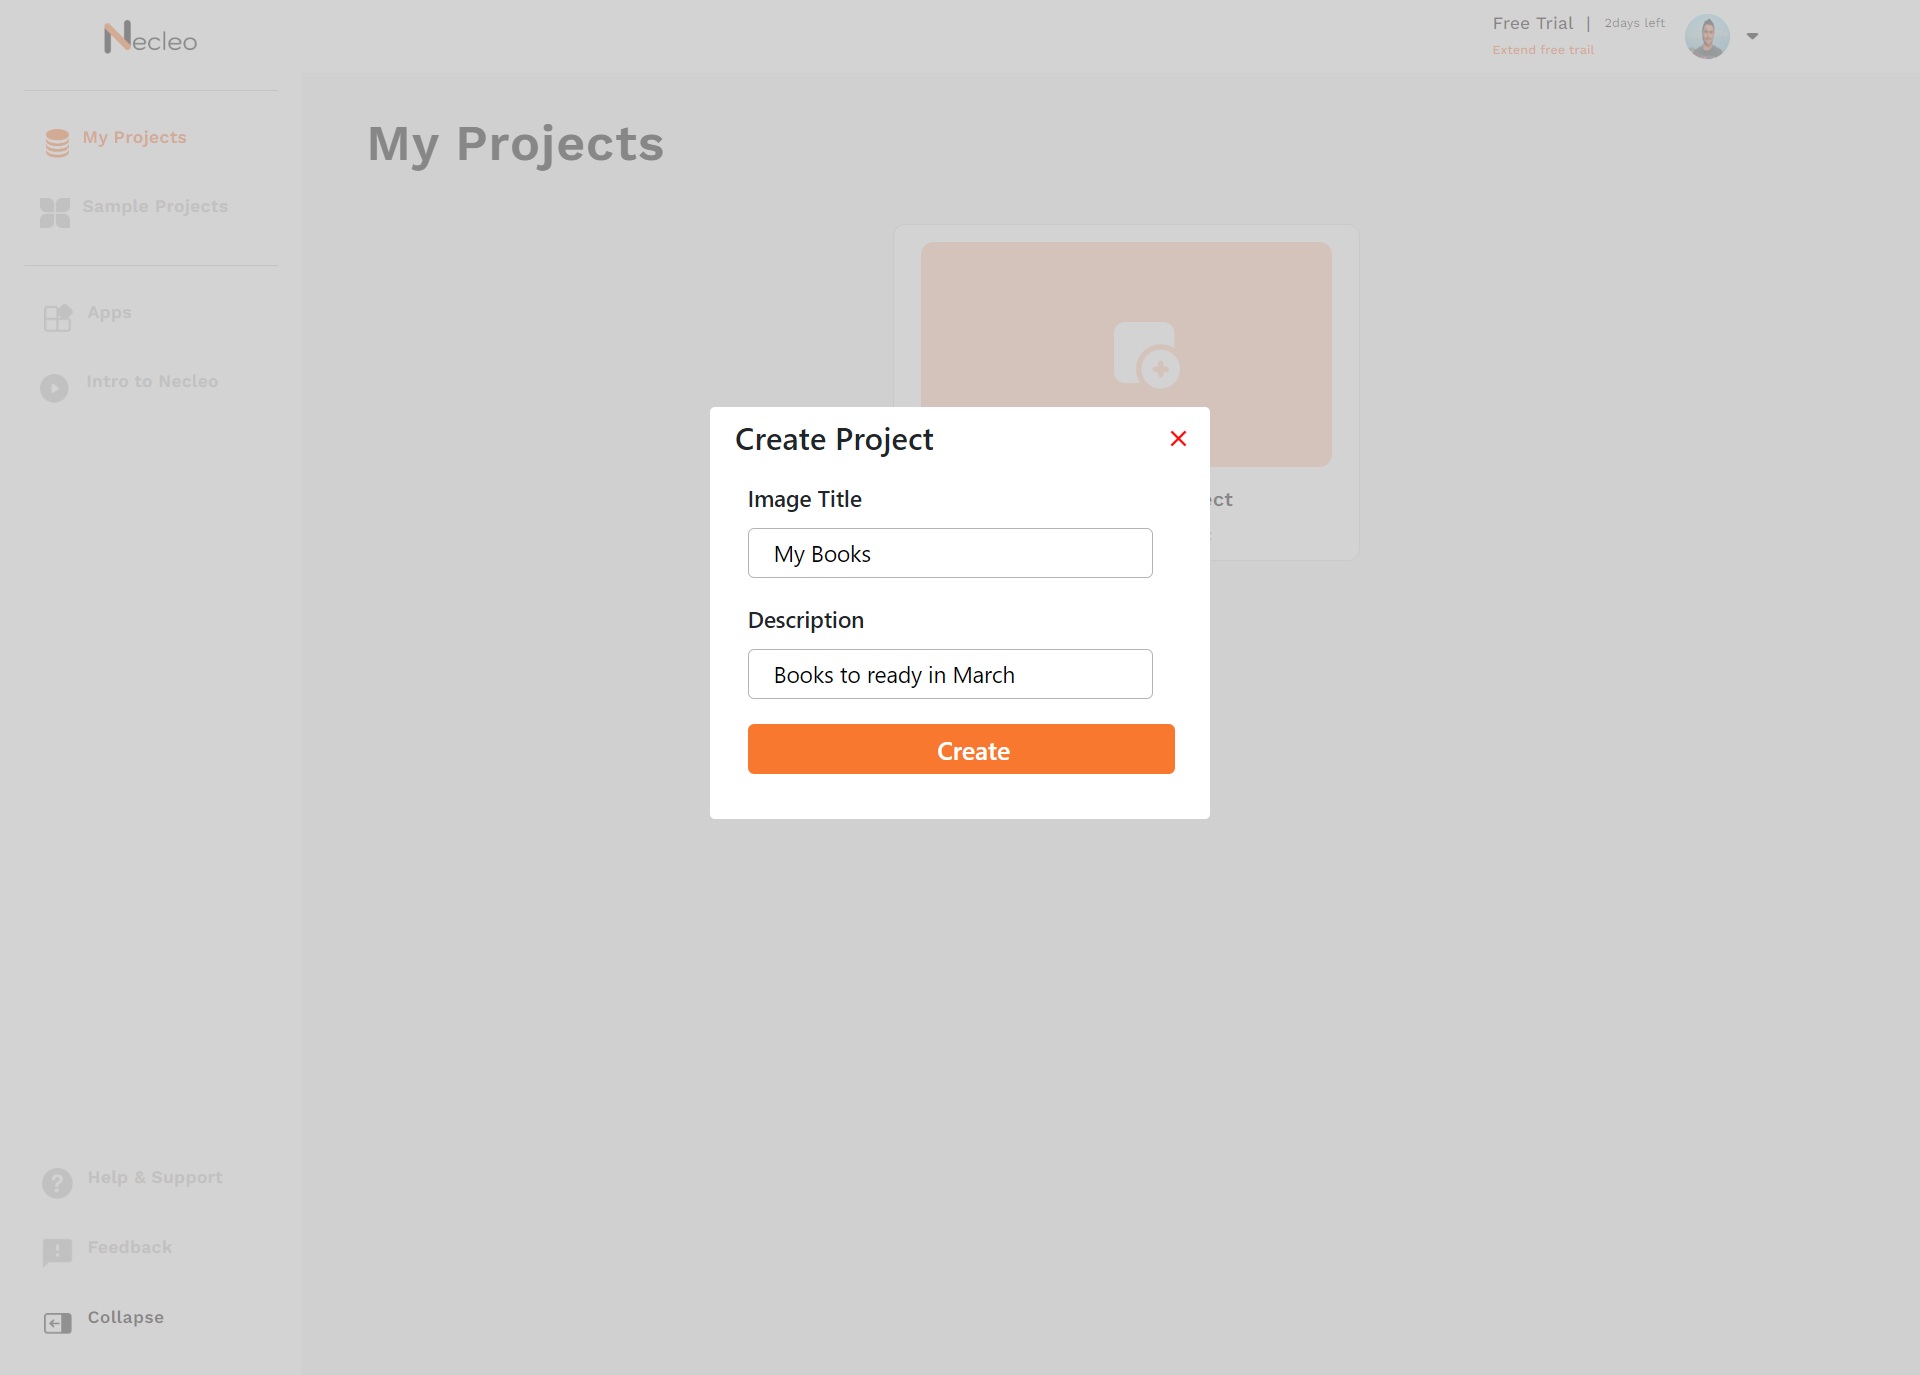 Necleo
Free Trial | 2days left
Extend free trail
My Projects
Sample Projects
Apps
Intro to Necleo
Help & Support
Feedback
Collapse
My Projects
Create Project
Image Title
My Books
Description
Books to ready in March
Create